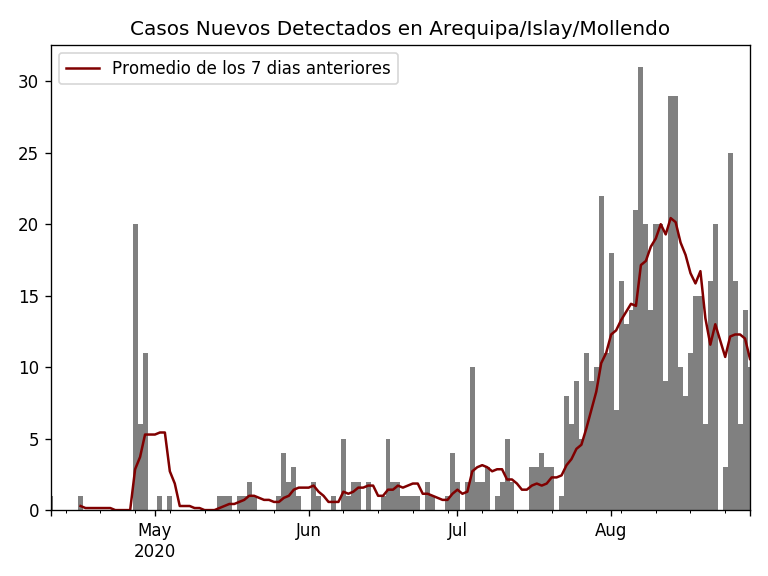 Casos Nuevos Detectados en Arequipa/Islay/Mollendo
Promedio de los 7 dias anteriores
30
25
20
15
10
5
0
May
2020
Jun
Jul
Aug